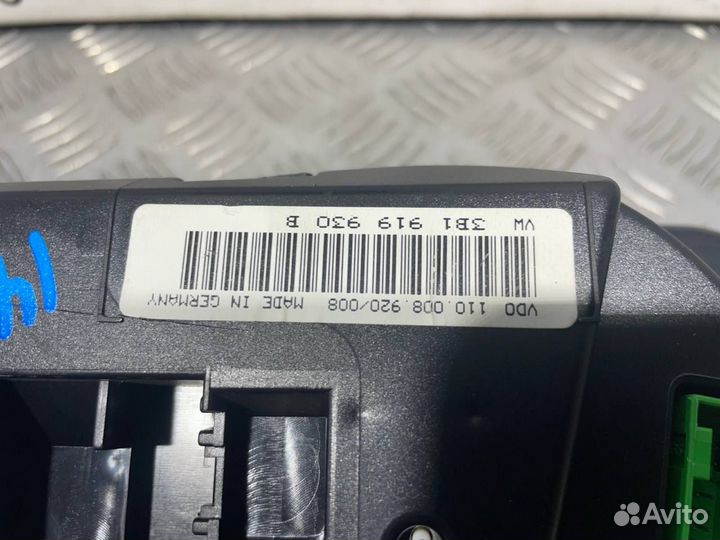 VDO 110.008.920/008 MADE IN GERMANY
VW 3B1 919 930 B
Avito